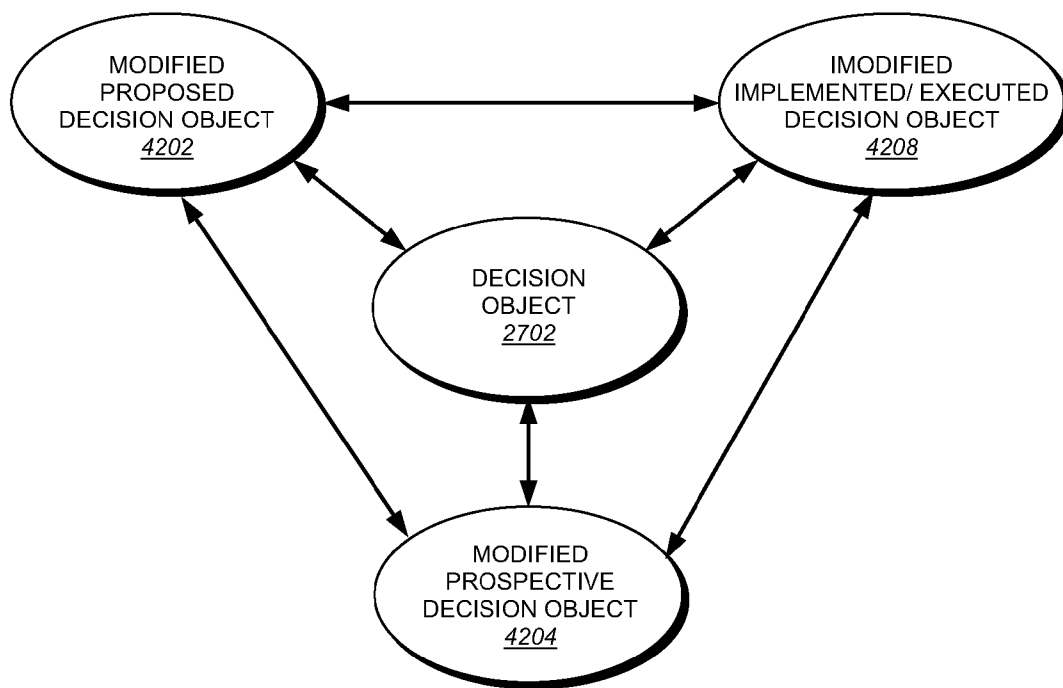 MODIFIED
PROPOSED
DECISION OBJECT
4202
IMODIFIED
IMPLEMENTED/ EXECUTED
DECISION OBJECT
4208
DECISION
OBJECT
2702
MODIFIED
PROSPECTIVE
DECISION OBJECT
4204